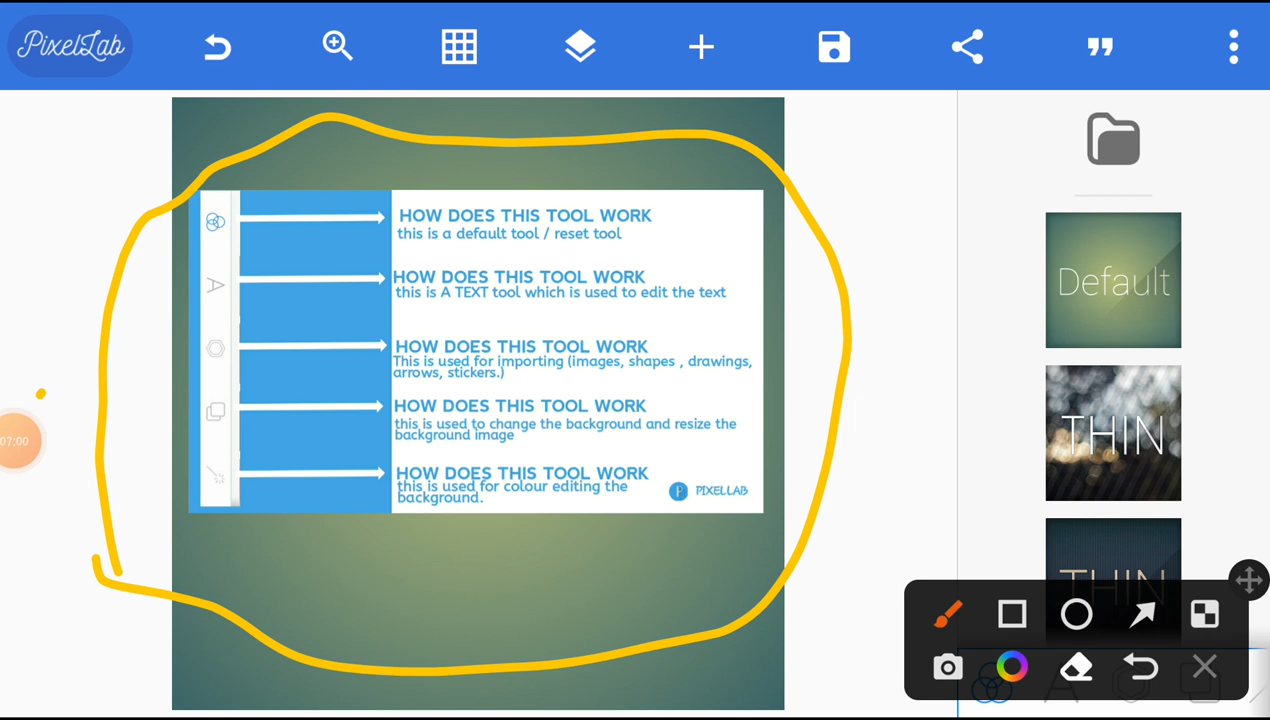 PixelLab
HOW DOES THIS TOOL WORK
this is a default tool / reset tool
HOW DOES THIS TOOL WORK
this is A TEXT tool which is used to edit the text
HOW DOES THIS TOOL WORK
This is used for importing (images, shapes , drawings,
arrows, stickers.)
HOW DOES THIS TOOL WORK
this is used to change the background and resize the
background image
HOW DOES THIS TOOL WORK
this is used for colour editing the
background.
P PIXELLAB
07:00
Default
THIN
THIN